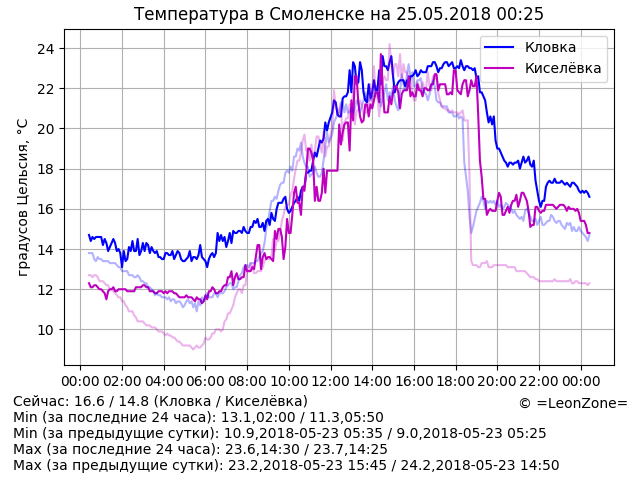 Температура в Смоленске на 25.05.2018 00:25
24
22
20
18
16
14
12
10
градусов Цельсия, °C
Кловка
Киселёвка
00:00 02:00 04:00 06:00 08:00 10:00 12:00 14:00 16:00 18:00 20:00 22:00 00:00
Сейчас: 16.6 / 14.8 (Кловка / Киселёвка)
© =LeonZone=
Min (за последние 24 часа): 13.1,02:00 / 11.3,05:50
Min (за предыдущие сутки): 10.9,2018-05-23 05:35 / 9.0,2018-05-23 05:25
Max (за последние 24 часа): 23.6,14:30 / 23.7,14:25
Max (за предыдущие сутки): 23.2,2018-05-23 15:45 / 24.2,2018-05-23 14:50